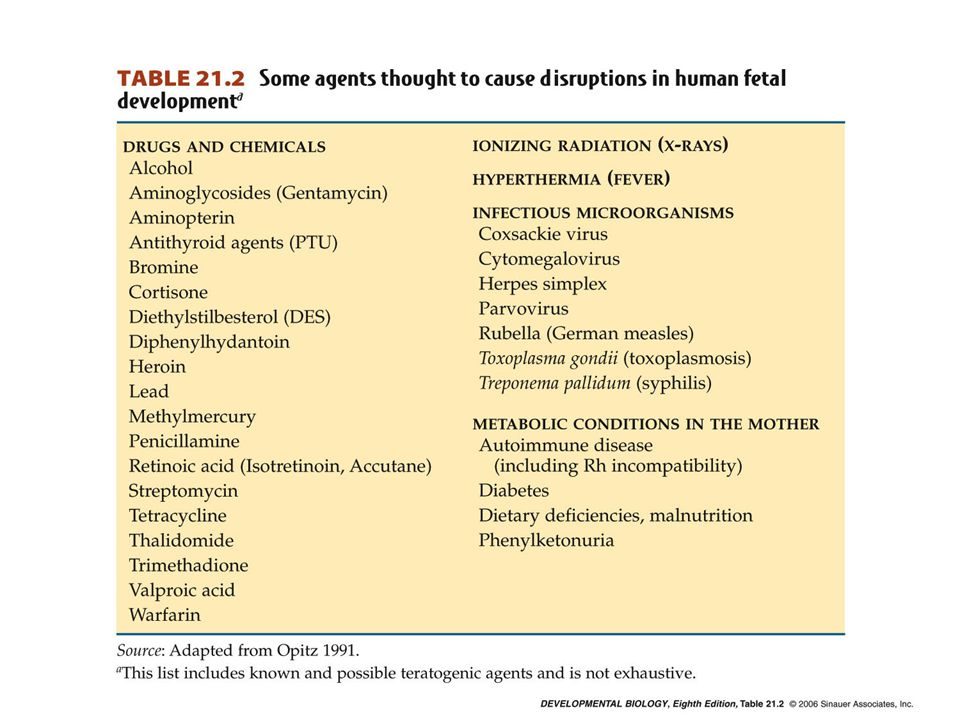 TABLE 21.2 Some agents thought to cause disruptions in human fetal
developmentᵃ
DRUGS AND CHEMICALS
Alcohol
Aminoglycosides (Gentamycin)
Aminopterin
Antithyroid agents (PTU)
Bromine
Cortisone
Diethylstilbesterol (DES)
Diphenylhydantoin
Heroin
Lead
Methylmercury
Penicillamine
Retinoic acid (Isotretinoin, Accutane)
Streptomycin
Tetracycline
Thalidomide
Trimethadione
Valproic acid
Warfarin
IONIZING RADIATION (X-RAYS)
HYPERTHERMIA (FEVER)
INFECTIOUS MICROORGANISMS
Coxsackie virus
Cytomegalovirus
Herpes simplex
Parvovirus
Rubella (German measles)
Toxoplasma gondii (toxoplasmosis)
Treponema pallidum (syphilis)
METABOLIC CONDITIONS IN THE MOTHER
Autoimmune disease
(including Rh incompatibility)
Diabetes
Dietary deficiencies, malnutrition
Phenylketonuria
Source: Adapted from Opitz 1991.
ᵃThis list includes known and possible teratogenic agents and is not exhaustive.
DEVELOPMENTAL BIOLOGY, Eighth Edition, Table 21.2 © 2006 Sinauer Associates, Inc.